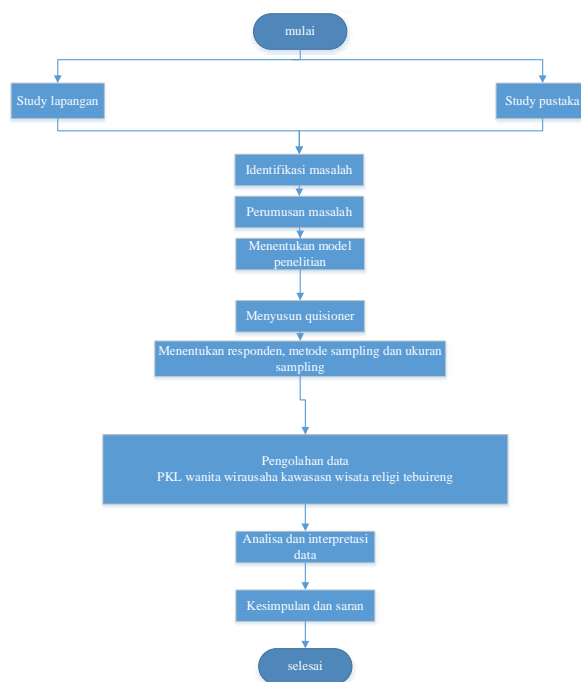 mulai
Study lapangan
Study pustaka
Identifikasi masalah
Perumusan masalah
Menentukan model
penelitian
Menyusun quisioner
Menentukan responden, metode sampling dan ukuran
sampling
Pengolahan data
PKL wanita wirausaha kawasasn wisata religi tebuireng
Analisa dan interpretasi
data
Kesimpulan dan saran
selesai